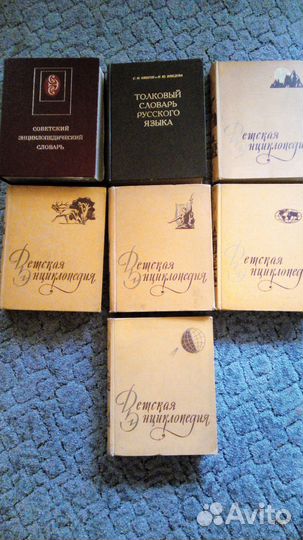 СОВЕТСКИЙ
ЭНЦИКЛОПЕДИЧЕСКИЙ
СЛОВАРЬ
С. И. ОЖЕГОВ и Н. Ю. ШВЕДОВА
ТОЛКОВЫЙ
СЛОВАРЬ
РУССКОГО
ЯЗЫКА
Детская
Энциклопедия
Детская
Энциклопедия
Детская
Энциклопедия
Детская
Энциклопедия
Детская
Энциклопедия
Avito